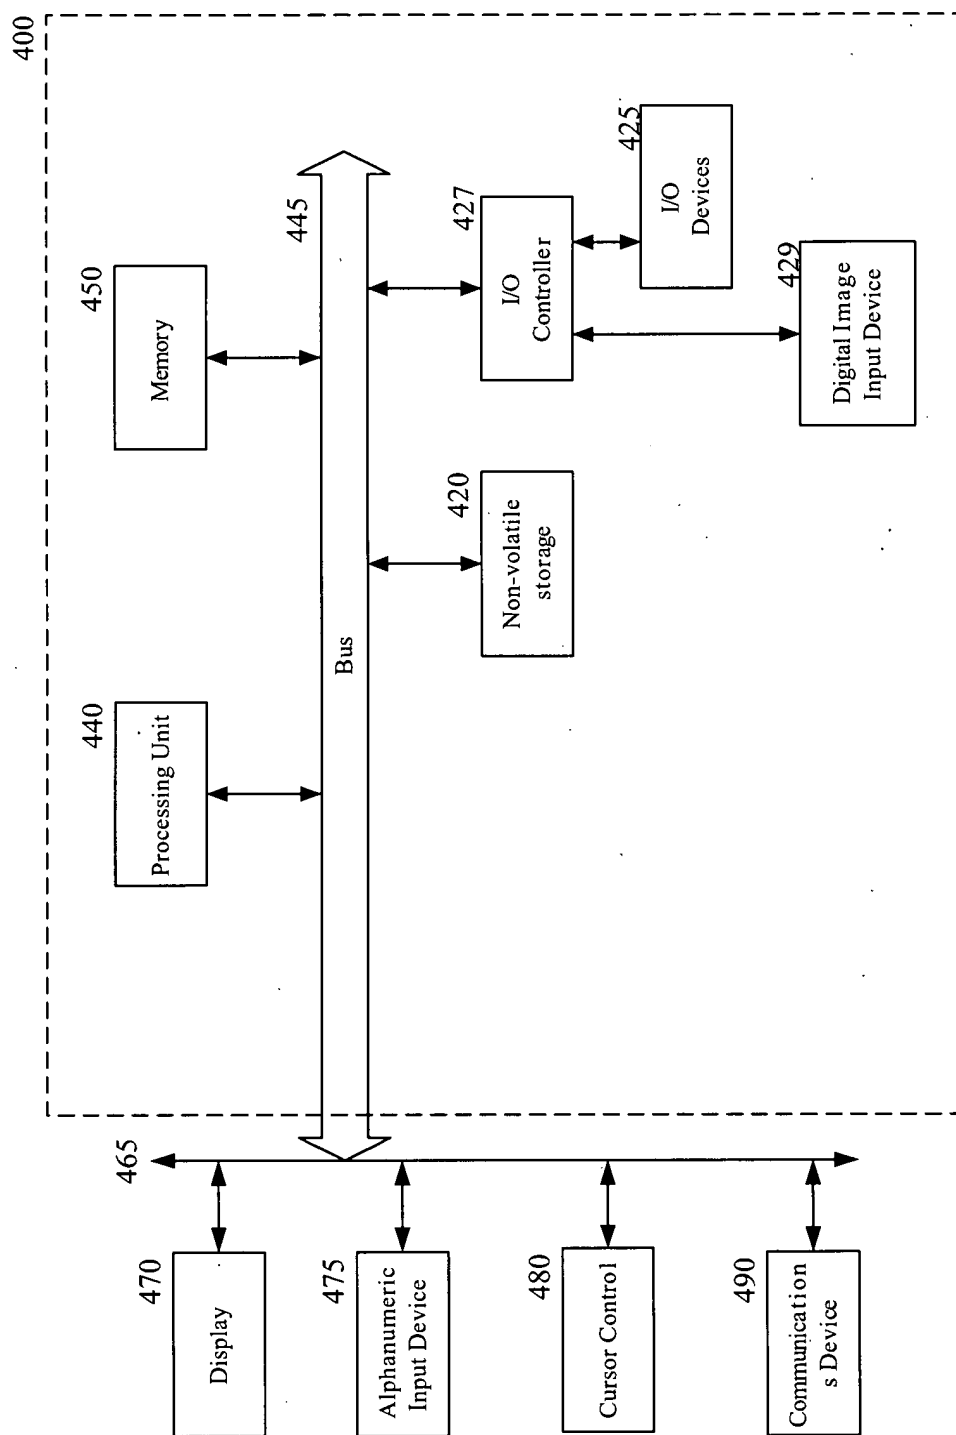 400
470
Display
475
Alphanumeric
Input Device
480
Cursor Control
490
Communication
s Device
465
440
Processing Unit
450
Memory
445
Bus
420
Non-volatile
storage
427
I/O
Controller
425
I/O
Devices
429
Digital Image
Input Device